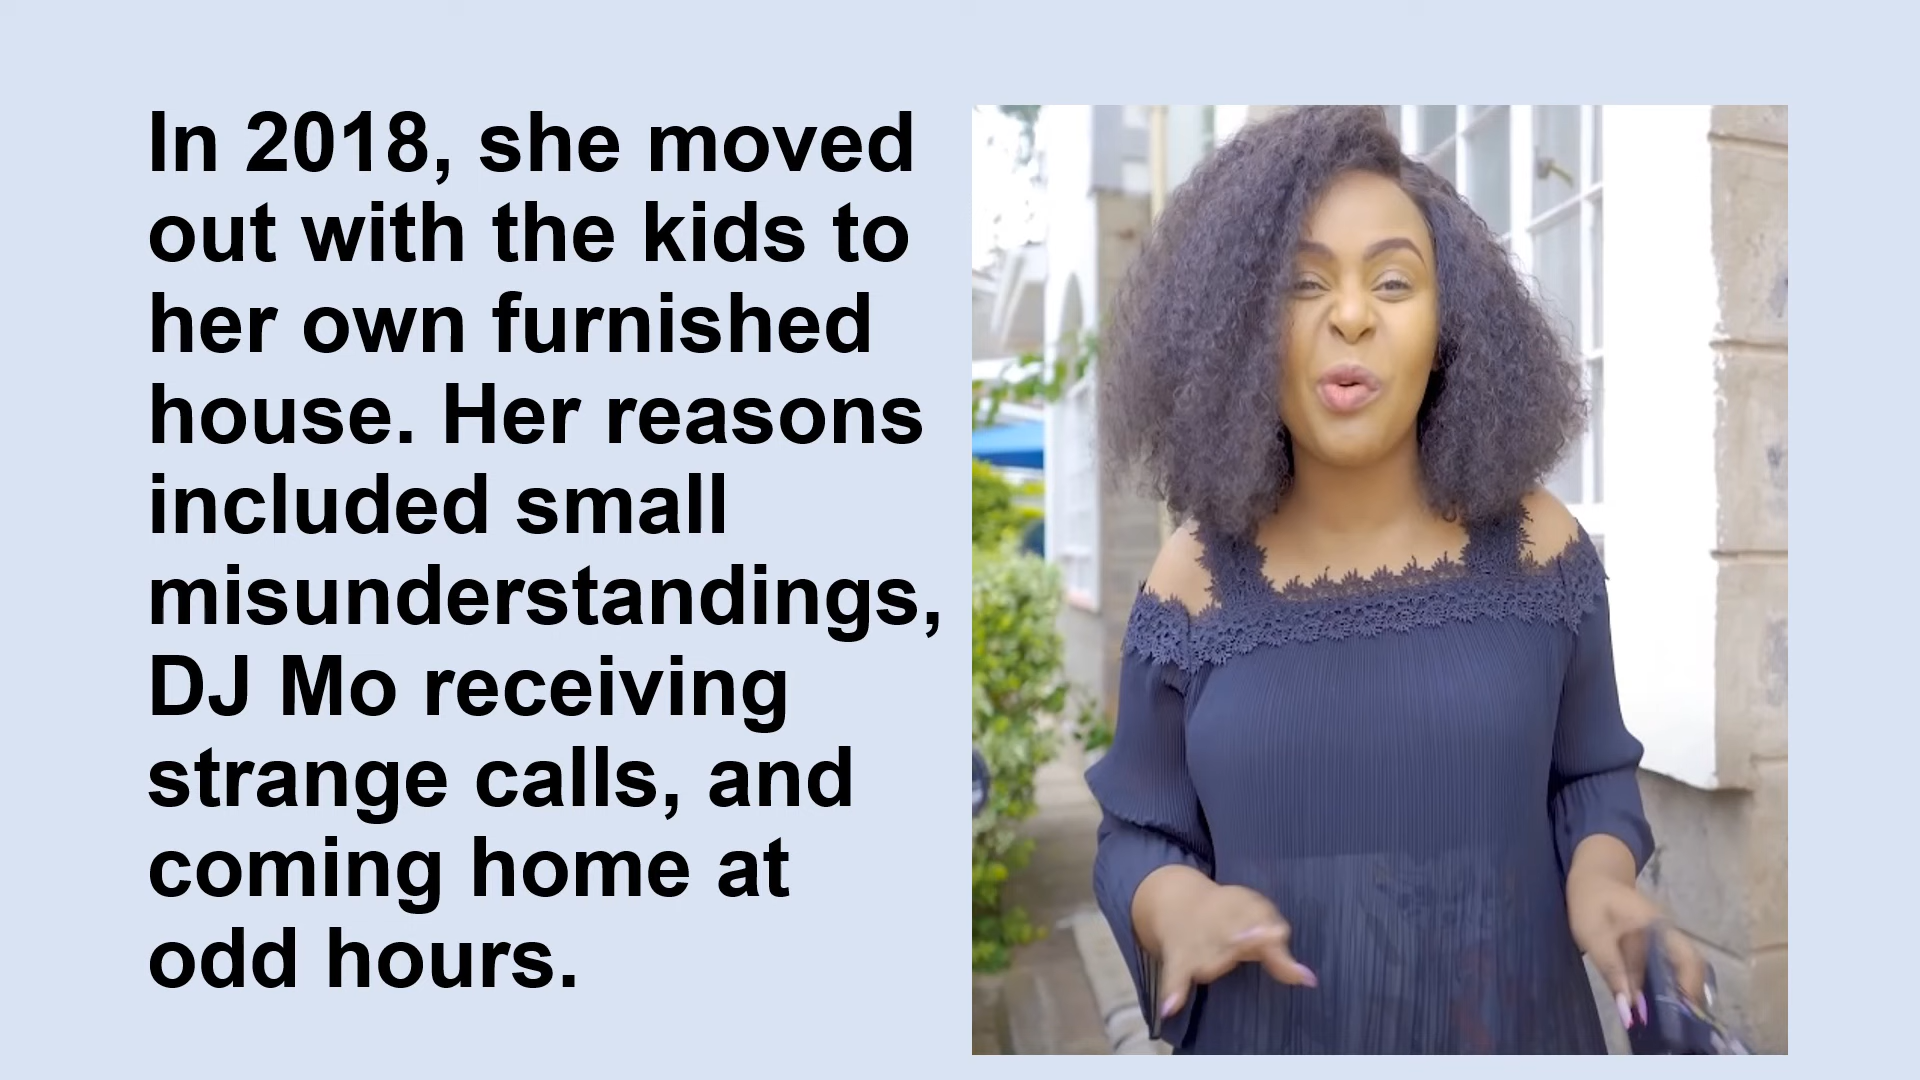 In 2018, she moved
out with the kids to
her own furnished
house. Her reasons
included small
misunderstandings,
DJ Mo receiving
strange calls, and
coming home at
odd hours.